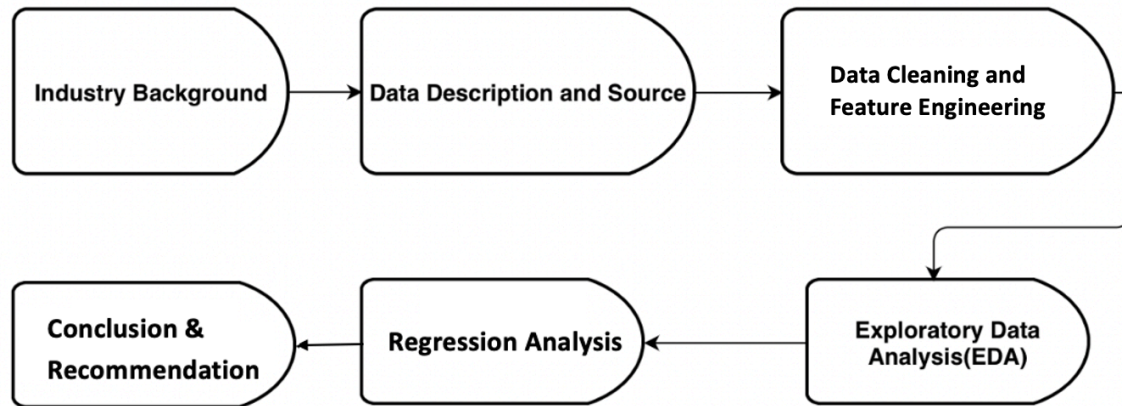 Industry Background
Data Description and Source
Data Cleaning and
Feature Engineering
Exploratory Data
Analysis(EDA)
Regression Analysis
Conclusion &
Recommendation